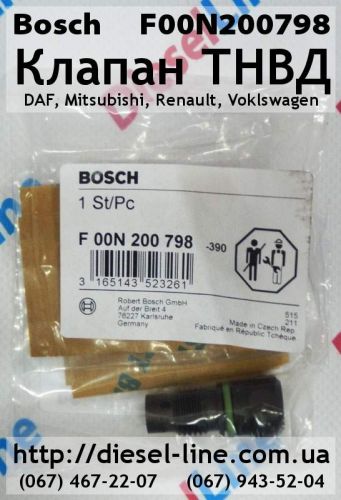 Bosch F00N200798
Клапан ТНВД
DAF, Mitsubishi, Renault, Voklswagen
BOSCH
1 St/Pc
F 00N 200 798
-390
3 165143 523261
Robert Bosch GmbH
Auf der Breit 4
76227 Karlsruhe
Germany
515
211
Made in Czech Rep
Fabriqué en République Tchèque
http://diesel-line.com.ua
(067) 467-22-07 (067) 943-52-04